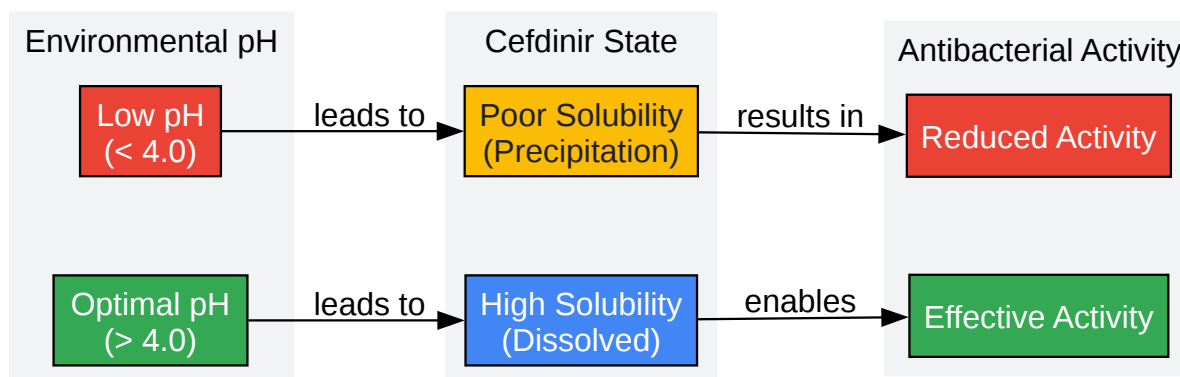 Environmental pH
Cefdinir State
Antibacterial Activity
Low pH
(< 4.0)
leads to
Poor Solubility
(Precipitation)
results in
Reduced Activity
Optimal pH
(> 4.0)
leads to
High Solubility
(Dissolved)
enables
Effective Activity